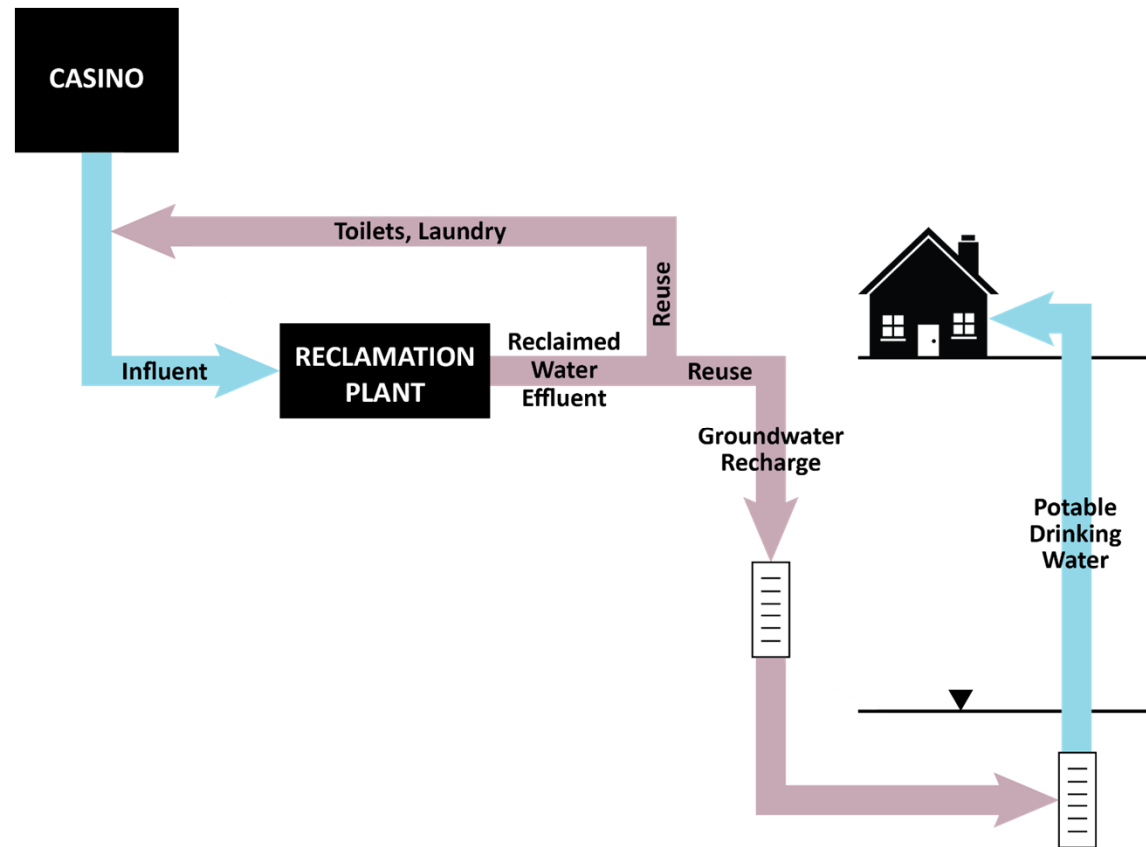 CASINO
Toilets, Laundry
Reuse
Influent
RECLAMATION
PLANT
Reclaimed
Water
Effluent
Reuse
Groundwater
Recharge
Potable
Drinking
Water